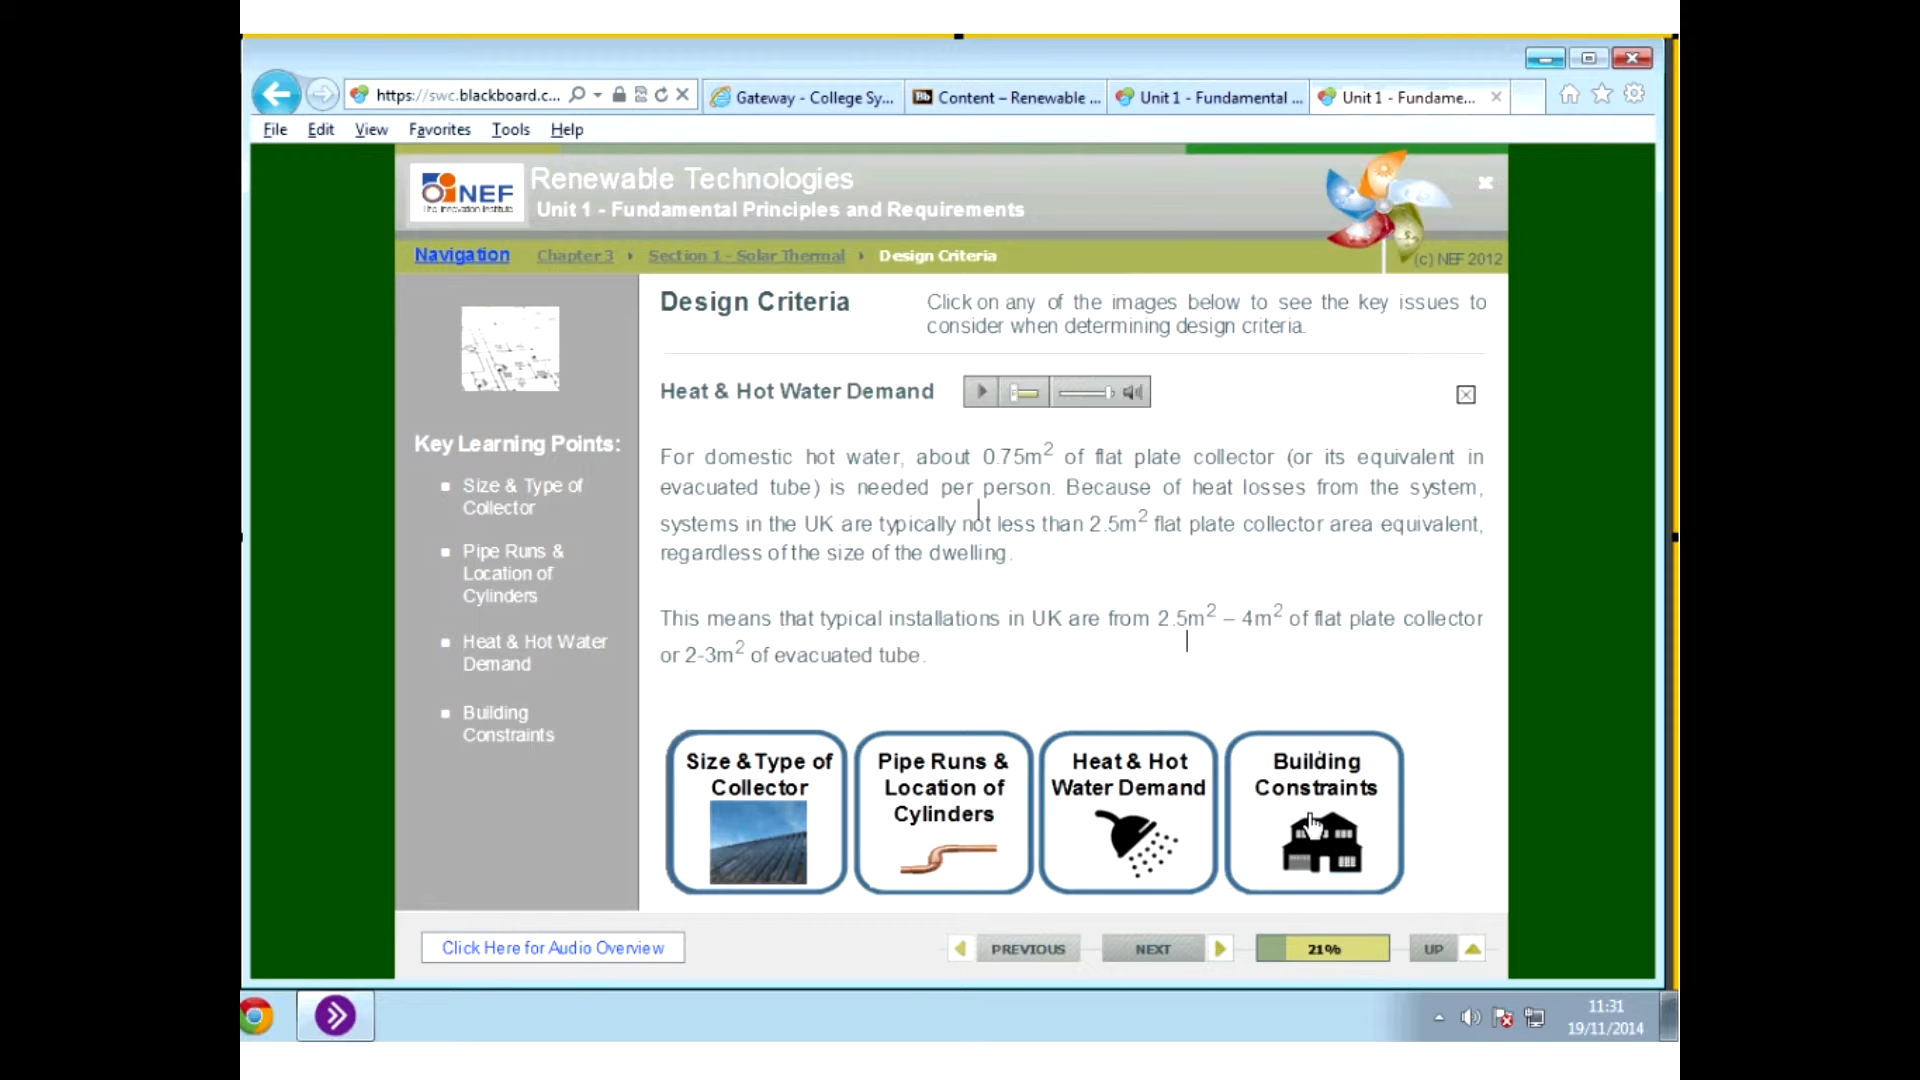 https://swc.blackboard.c...
Gateway - College Sy...
Content – Renewable ...
Unit 1 - Fundamental ...
Unit 1 - Fundame...
File Edit View Favorites Tools Help
NEF
The Innovation Institute
Renewable Technologies
Unit 1 - Fundamental Principles and Requirements
Navigation Chapter 3 Section 1 - Solar Thermal Design Criteria
(c) NEF 2012
Design Criteria
Click on any of the images below to see the key issues to
consider when determining design criteria.
Heat & Hot Water Demand
Key Learning Points:
Size & Type of
Collector
Pipe Runs &
Location of
Cylinders
Heat & Hot Water
Demand
Building
Constraints
For domestic hot water, about 0.75m² of flat plate collector (or its equivalent in
evacuated tube) is needed per person. Because of heat losses from the system,
systems in the UK are typically not less than 2.5m² flat plate collector area equivalent,
regardless of the size of the dwelling.
This means that typical installations in UK are from 2.5m² – 4m² of flat plate collector
or 2-3m² of evacuated tube.
Size & Type of
Collector
Pipe Runs &
Location of
Cylinders
Heat & Hot
Water Demand
Building
Constraints
Click Here for Audio Overview
PREVIOUS
NEXT
21%
UP
11:31
19/11/2014